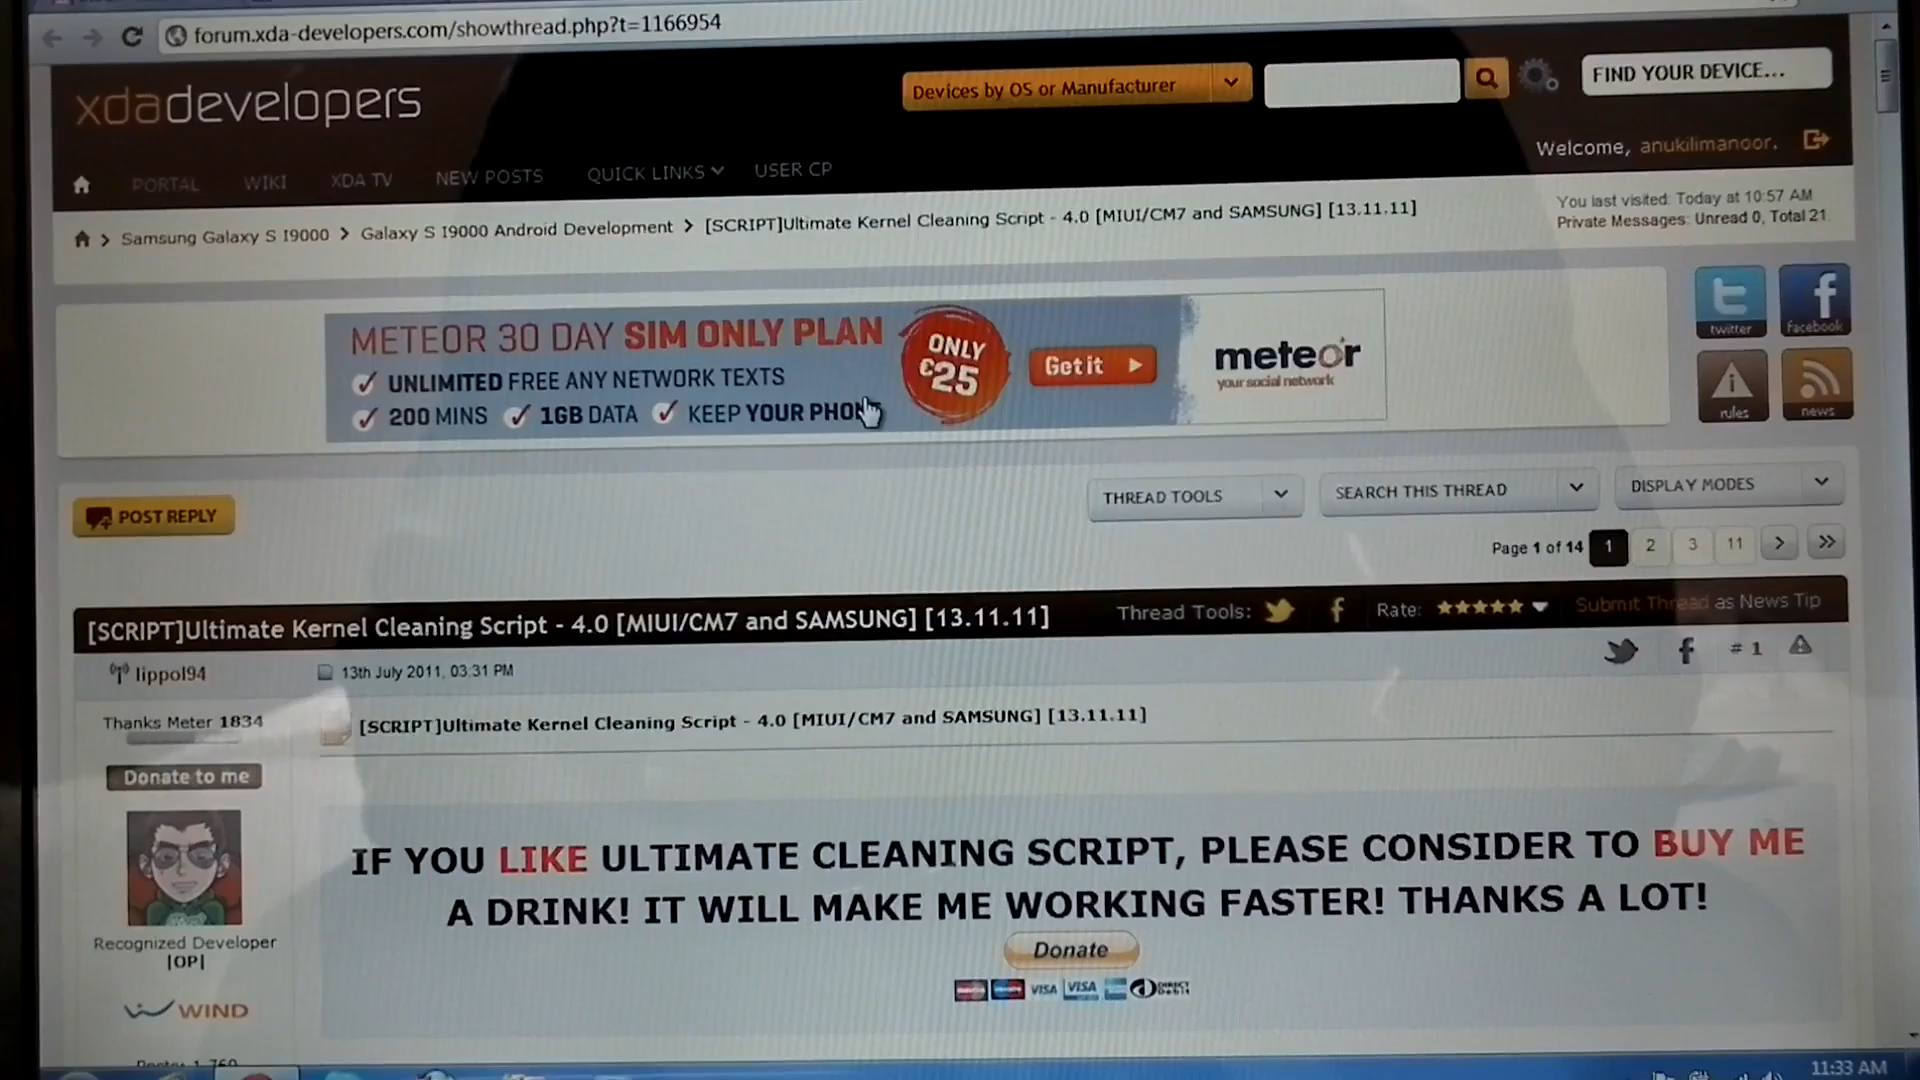 forum.xda-developers.com/showthread.php?t=1166954
xdadevelopers
Devices by OS or Manufacturer
FIND YOUR DEVICE...
Welcome, anukilimanoor.
PORTAL WIKI XDA TV NEW POSTS QUICK LINKS USER CP
You last visited: Today at 10:57 AM
Private Messages: Unread 0, Total 21.
Samsung Galaxy S I9000 > Galaxy S I9000 Android Development > [SCRIPT]Ultimate Kernel Cleaning Script - 4.0 [MIUI/CM7 and SAMSUNG] [13.11.11]
METEOR 30 DAY SIM ONLY PLAN
UNLIMITED FREE ANY NETWORK TEXTS
200 MINS 1GB DATA KEEP YOUR PHONE
ONLY
€25
Get it
meteor
your social network
twitter
facebook
rules
news
POST REPLY
THREAD TOOLS
SEARCH THIS THREAD
DISPLAY MODES
Page 1 of 14 1 2 3 11 > >>
[SCRIPT]Ultimate Kernel Cleaning Script - 4.0 [MIUI/CM7 and SAMSUNG] [13.11.11]
Thread Tools: Rate: Submit Thread as News Tip
lippol94
13th July 2011, 03:31 PM
# 1
Thanks Meter 1834
[SCRIPT]Ultimate Kernel Cleaning Script - 4.0 [MIUI/CM7 and SAMSUNG] [13.11.11]
Donate to me
IF YOU LIKE ULTIMATE CLEANING SCRIPT, PLEASE CONSIDER TO BUY ME
A DRINK! IT WILL MAKE ME WORKING FASTER! THANKS A LOT!
Donate
VISA VISA DIRECT Debit
Recognized Developer
|OP|
WIND
11:33 AM